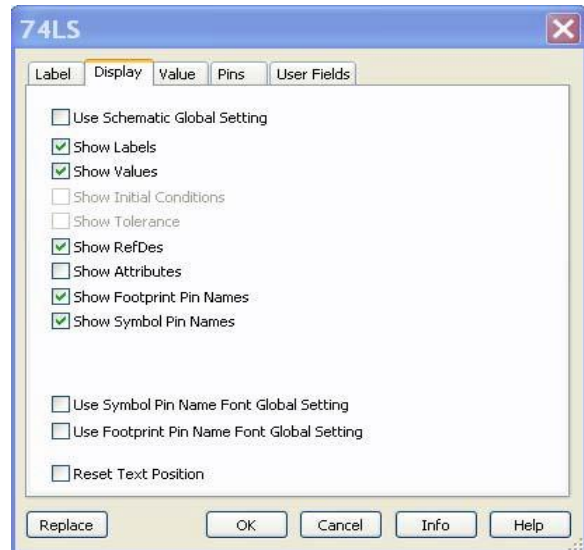 74LS
Label Display Value Pins User Fields
Use Schematic Global Setting
Show Labels
Show Values
Show Initial Conditions
Show Tolerance
Show RefDes
Show Attributes
Show Footprint Pin Names
Show Symbol Pin Names
Use Symbol Pin Name Font Global Setting
Use Footprint Pin Name Font Global Setting
Reset Text Position
Replace OK Cancel Info Help